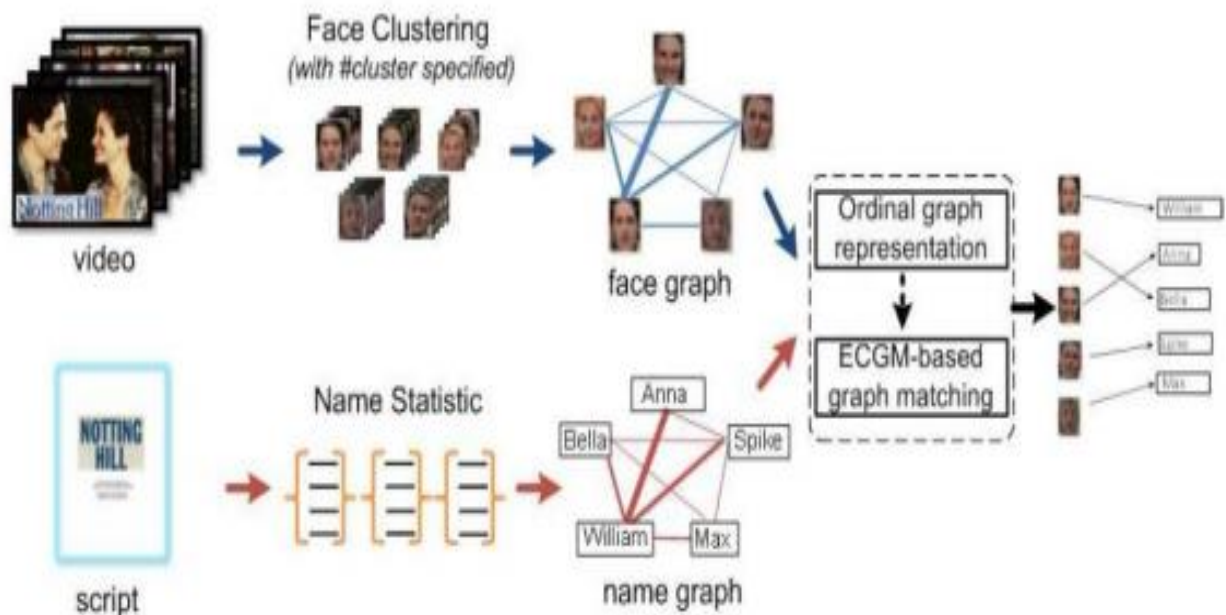 Face Clustering
(with #cluster specified)
Notting Hill
video
face graph
Ordinal graph
representation
ECGM-based
graph matching
William
Anna
Bella
Max
NOTTING
HILL
script
Name Statistic
Anna
Bella
Spike
William
Max
name graph